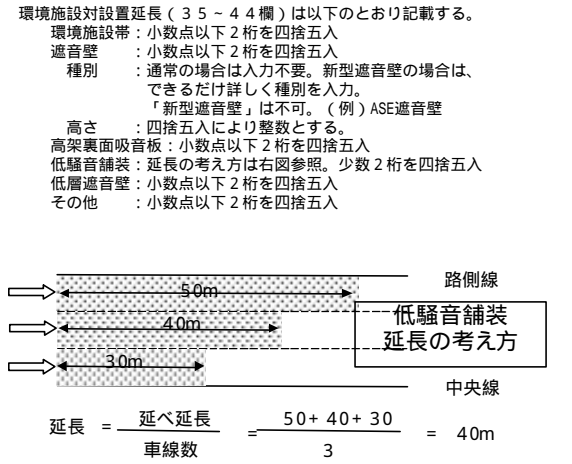 環境施設対設置延長(35~44欄)は以下のとおり記載する。
環境施設帯:小数点以下2桁を四捨五入
遮音壁 :小数点以下2桁を四捨五入
種別 :通常の場合は入力不要。新型遮音壁の場合は、
できるだけ詳しく種別を入力。
「新型遮音壁」は不可。(例)ASE遮音壁
高さ :四捨五入により整数とする。
高架裏面吸音板:小数点以下2桁を四捨五入
低騒音舗装:延長の考え方は右図参照。少数2桁を四捨五入
低層遮音壁:小数点以下2桁を四捨五入
その他 :小数点以下2桁を四捨五入
路側線
50m
低騒音舗装
延長の考え方
40m
30m
中央線
延長 = 延べ延長 / 車線数 = 50+40+30 / 3 = 40m